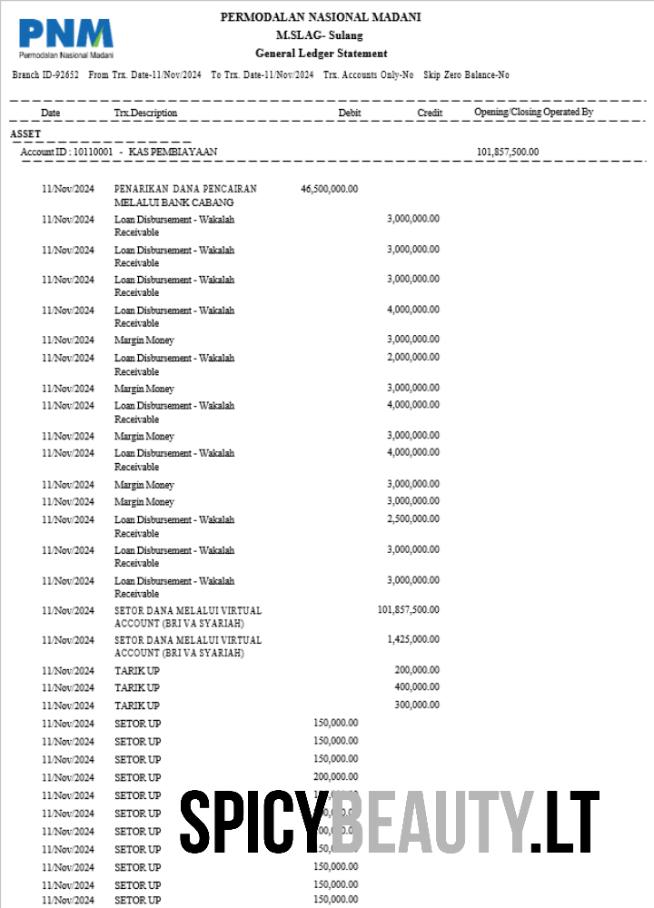 PNM
Permodalan Nasional Madani
PERMODALAN NASIONAL MADANI
M.SLAG- Sulang
General Ledger Statement
Branch ID-92652 From Trx. Date-11/Nov/2024 To Trx. Date-11/Nov/2024 Trx. Accounts Only-No Skip Zero Balance-No
Date Trx.Description Debit Credit Opening/Closing Operated By
ASSET
Account ID : 10110001 - KAS PEMBIAYAAN 101,857,500.00
11/Nov/2024 PENARIKAN DANA PENCAIRAN 46,500,000.00
MELALUI BANK CABANG
11/Nov/2024 Loan Disbursement - Wakalah 3,000,000.00
Receivable
11/Nov/2024 Loan Disbursement - Wakalah 3,000,000.00
Receivable
11/Nov/2024 Loan Disbursement - Wakalah 3,000,000.00
Receivable
11/Nov/2024 Loan Disbursement - Wakalah 4,000,000.00
Receivable
11/Nov/2024 Margin Money 3,000,000.00
11/Nov/2024 Loan Disbursement - Wakalah 2,000,000.00
Receivable
11/Nov/2024 Margin Money 3,000,000.00
11/Nov/2024 Loan Disbursement - Wakalah 4,000,000.00
Receivable
11/Nov/2024 Margin Money 3,000,000.00
11/Nov/2024 Loan Disbursement - Wakalah 4,000,000.00
Receivable
11/Nov/2024 Margin Money 3,000,000.00
11/Nov/2024 Margin Money 3,000,000.00
11/Nov/2024 Loan Disbursement - Wakalah 2,500,000.00
Receivable
11/Nov/2024 Loan Disbursement - Wakalah 3,000,000.00
Receivable
11/Nov/2024 Loan Disbursement - Wakalah 3,000,000.00
Receivable
11/Nov/2024 SETOR DANA MELALUI VIRTUAL 101,857,500.00
ACCOUNT (BRI VA SYARIAH)
11/Nov/2024 SETOR DANA MELALUI VIRTUAL 1,425,000.00
ACCOUNT (BRI VA SYARIAH)
11/Nov/2024 TARIK UP 200,000.00
11/Nov/2024 TARIK UP 400,000.00
11/Nov/2024 TARIK UP 300,000.00
11/Nov/2024 SETOR UP 150,000.00
11/Nov/2024 SETOR UP 150,000.00
11/Nov/2024 SETOR UP 150,000.00
11/Nov/2024 SETOR UP 200,000.00
11/Nov/2024 SETOR UP
11/Nov/2024 SETOR UP
11/Nov/2024 SETOR UP
11/Nov/2024 SETOR UP
11/Nov/2024 SETOR UP 150,000.00
11/Nov/2024 SETOR UP 150,000.00
11/Nov/2024 SETOR UP 150,000.00
SPICYBEAUTY.LT